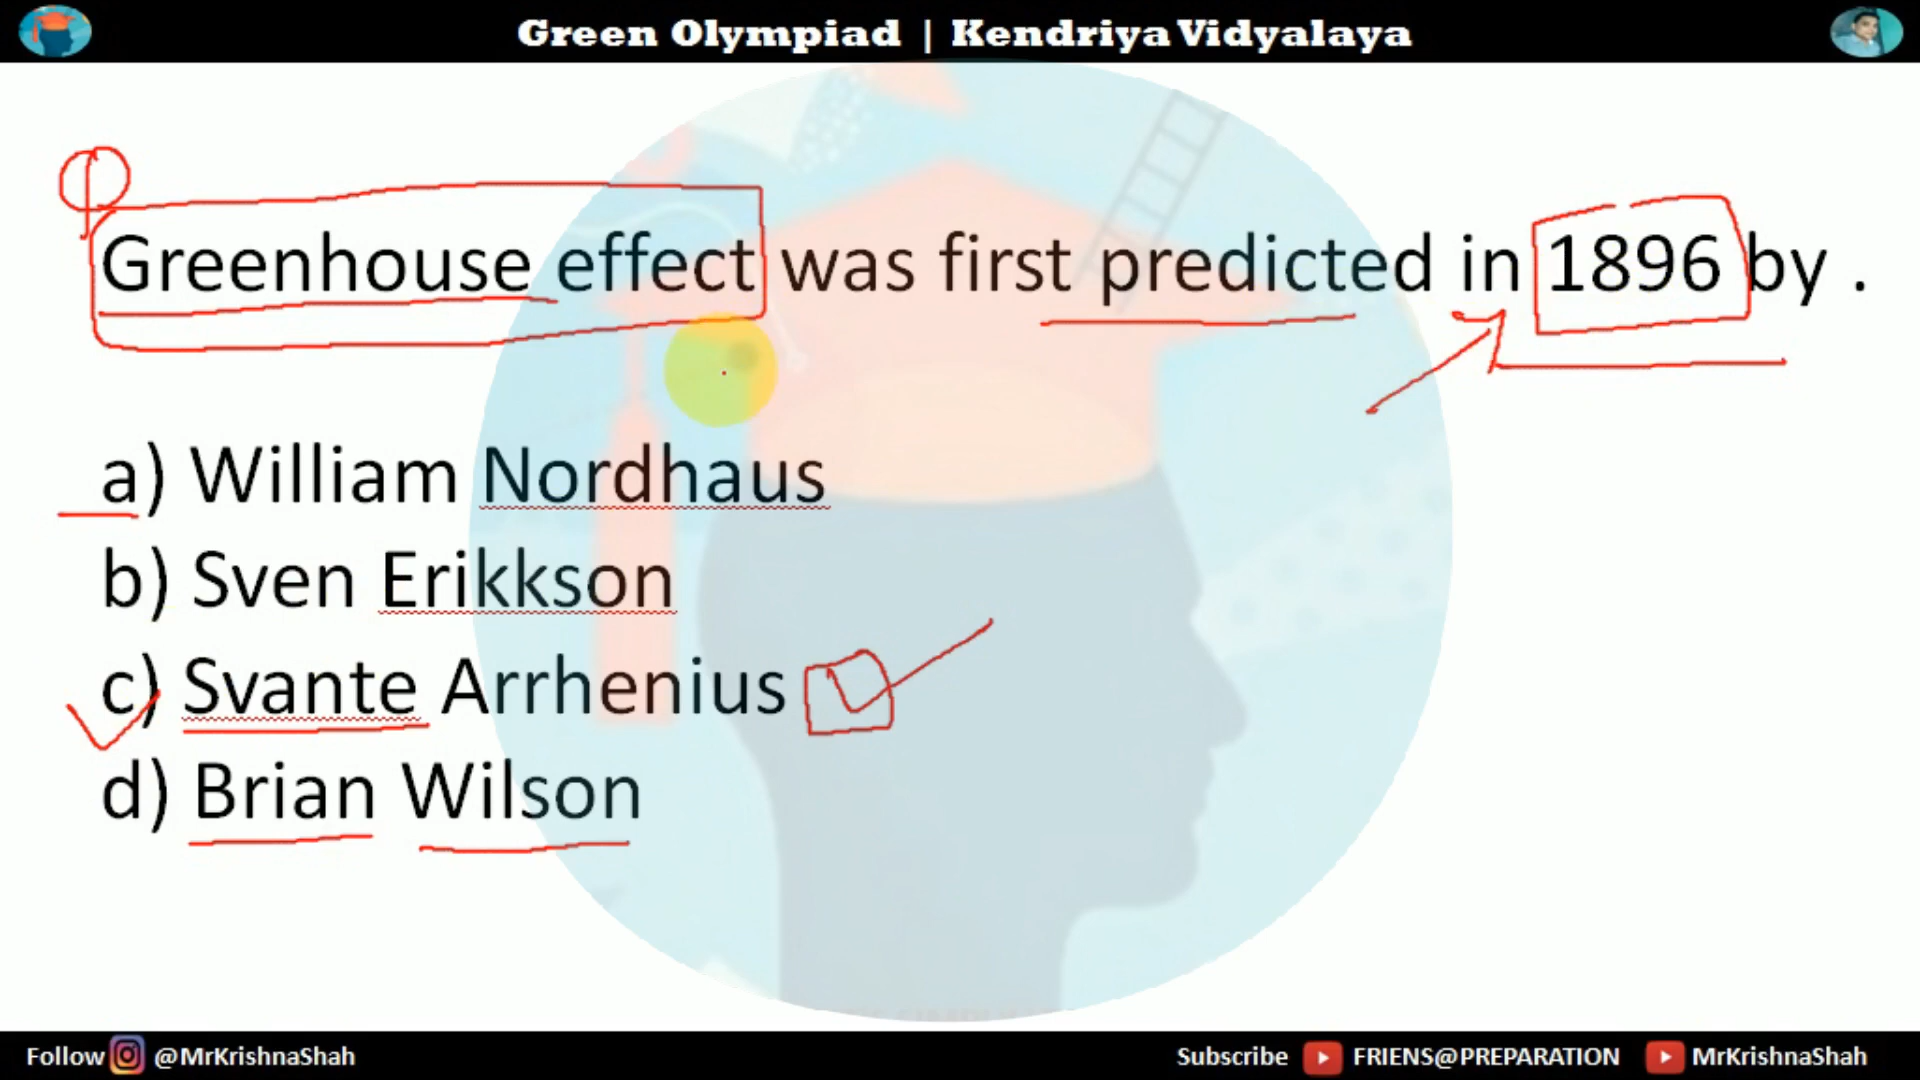 Green Olympiad | Kendriya Vidyalaya
Greenhouse effect was first predicted in 1896 by .
a) William Nordhaus
b) Sven Erikkson
c) Svante Arrhenius
d) Brian Wilson
Follow @MrKrishnaShah
Subscribe FRIENS@PREPARATION MrKrishnaShah